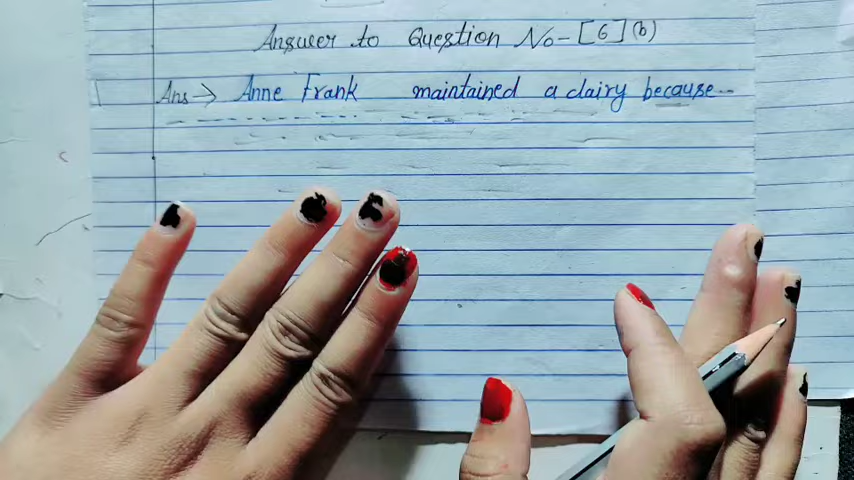 Answer to Question No-[6](b)
Ans → Anne Frank maintained a dairy because...